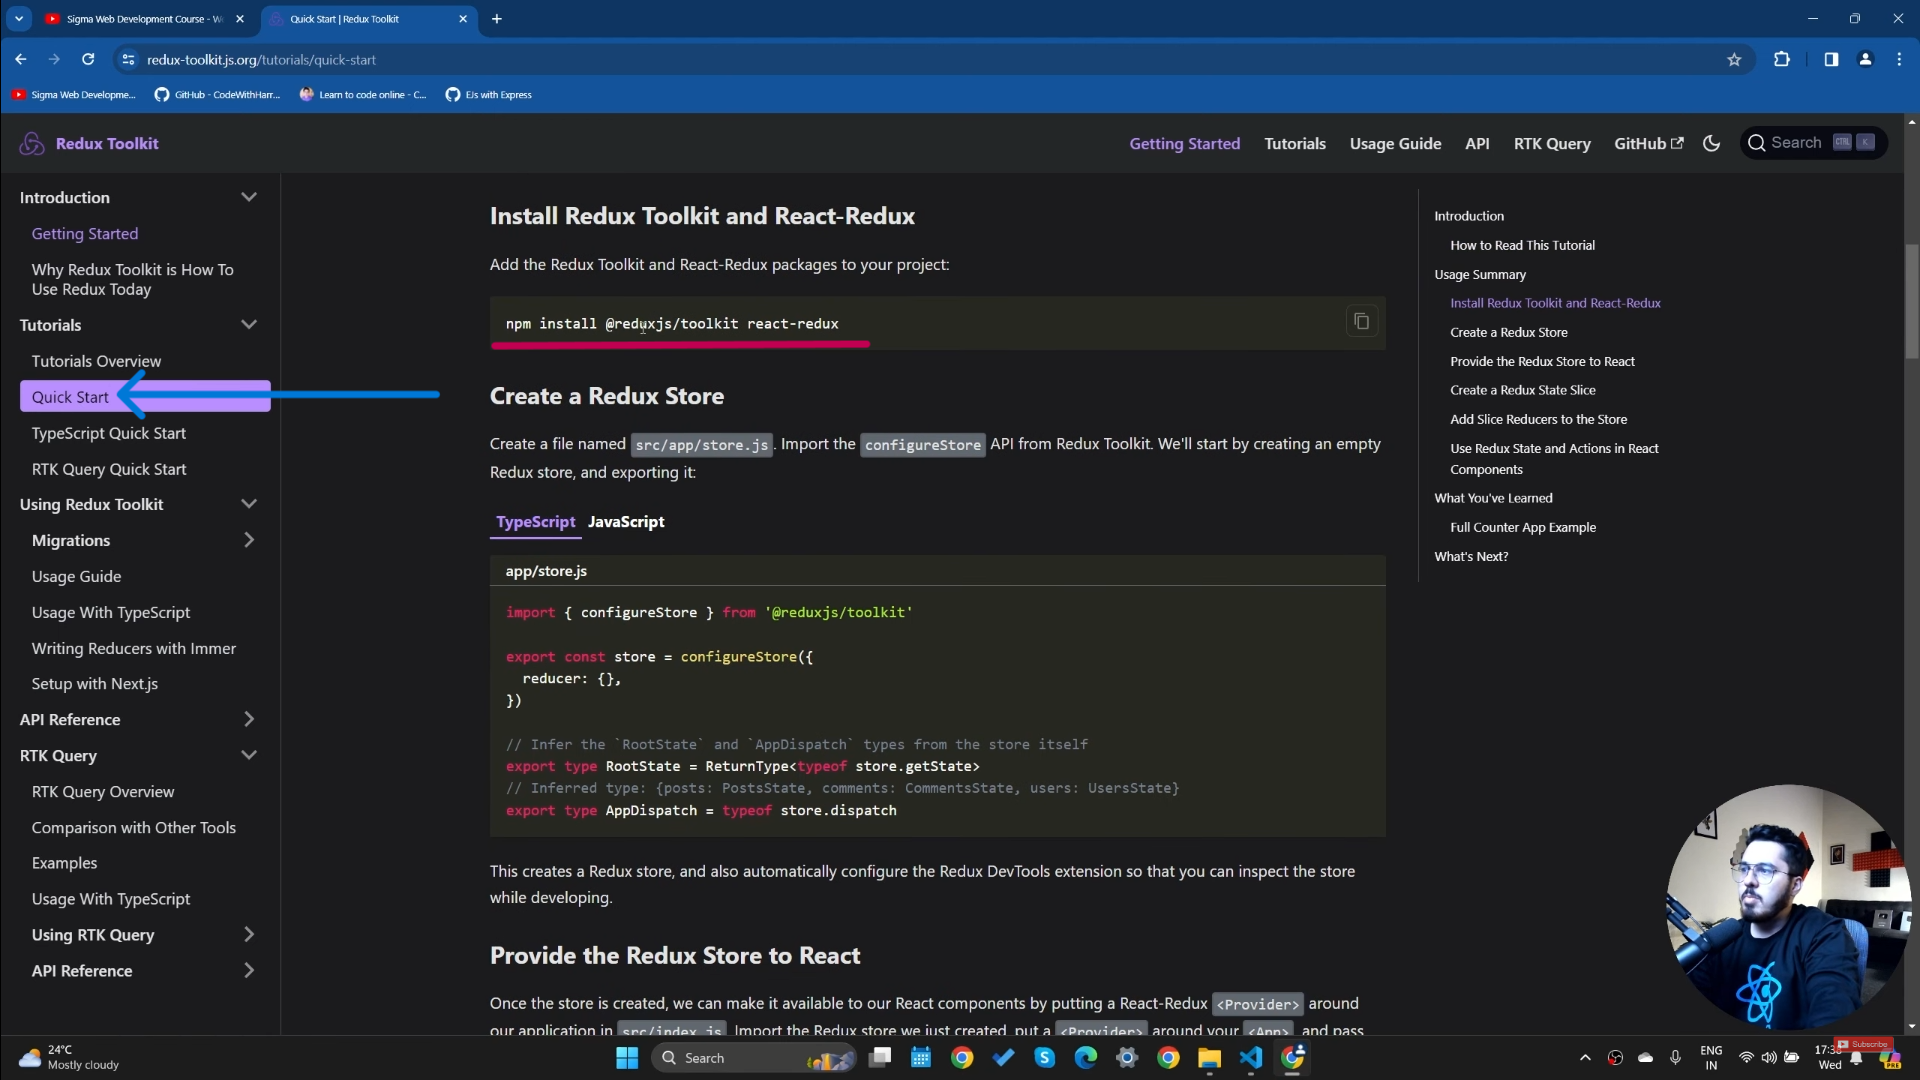 Sigma Web Development Course - W
Quick Start | Redux Toolkit
redux-toolkit.js.org/tutorials/quick-start
Sigma Web Developme...
GitHub - CodeWithHarr...
Learn to code online - C...
EJs with Express
Redux Toolkit
Getting Started
Tutorials
Usage Guide
API
RTK Query
GitHub
Search
CTRL
K
Introduction
Getting Started
Why Redux Toolkit is How To
Use Redux Today
Tutorials
Tutorials Overview
Quick Start
TypeScript Quick Start
RTK Query Quick Start
Using Redux Toolkit
Migrations
Usage Guide
Usage With TypeScript
Writing Reducers with Immer
Setup with Next.js
API Reference
RTK Query
RTK Query Overview
Comparison with Other Tools
Examples
Usage With TypeScript
Using RTK Query
API Reference
Install Redux Toolkit and React-Redux
Add the Redux Toolkit and React-Redux packages to your project:
npm install @reduxjs/toolkit react-redux
Create a Redux Store
Create a file named src/app/store.js. Import the configureStore API from Redux Toolkit. We'll start by creating an empty
Redux store, and exporting it:
TypeScript JavaScript
app/store.js
import { configureStore } from '@reduxjs/toolkit'
export const store = configureStore({
reducer: {},
})
// Infer the `RootState` and `AppDispatch` types from the store itself
export type RootState = ReturnType<typeof store.getState>
// Inferred type: {posts: PostsState, comments: CommentsState, users: UsersState}
export type AppDispatch = typeof store.dispatch
This creates a Redux store, and also automatically configure the Redux DevTools extension so that you can inspect the store
while developing.
Provide the Redux Store to React
Once the store is created, we can make it available to our React components by putting a React-Redux <Provider> around
our application in src/index.js. Import the Redux store we just created, put a <Provider> around your <App>, and pass
Introduction
How to Read This Tutorial
Usage Summary
Install Redux Toolkit and React-Redux
Create a Redux Store
Provide the Redux Store to React
Create a Redux State Slice
Add Slice Reducers to the Store
Use Redux State and Actions in React
Components
What You've Learned
Full Counter App Example
What's Next?
24°C
Mostly cloudy
Search
ENG
IN
Wed
Subscribe
PRE